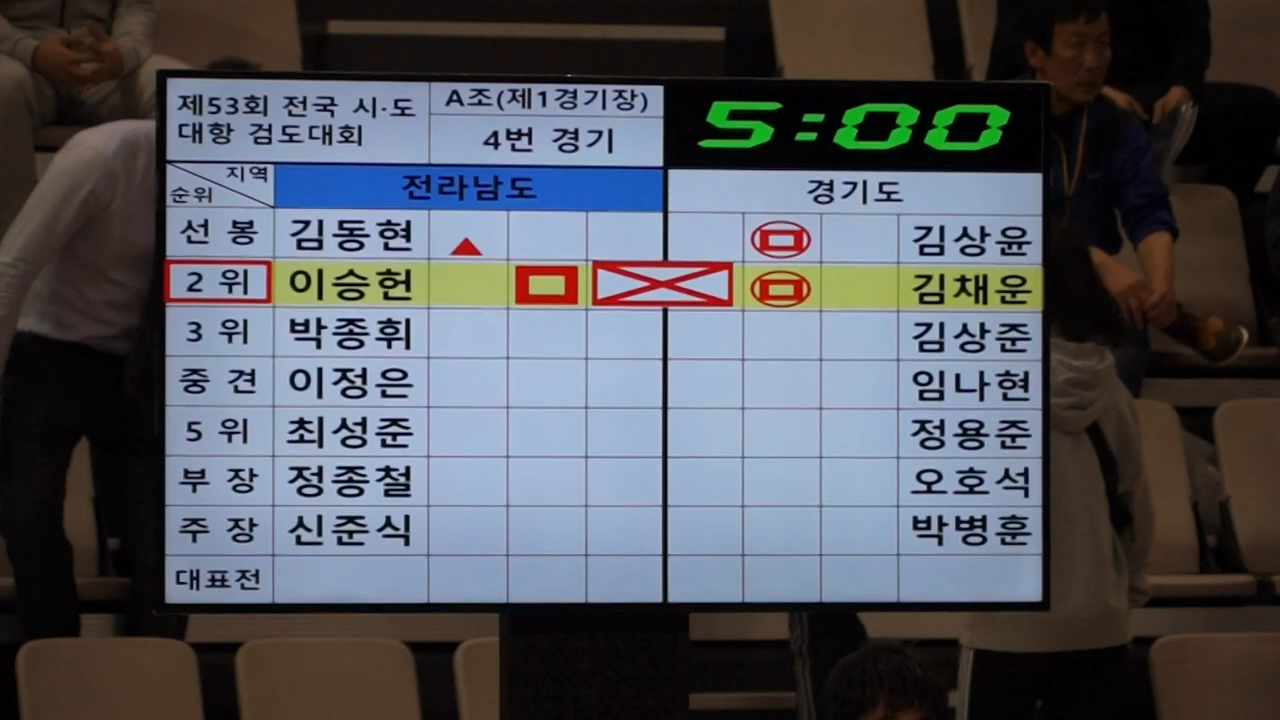 제53회 전국 시·도
대항 검도대회
A조(제1경기장)
4번 경기
5:00
지역
순위
전라남도
경기도
선 봉 김동현 김상윤
2 위 이승헌 김채운
3 위 박종휘 김상준
중 견 이정은 임나현
5 위 최성준 정용준
부 장 정종철 오호석
주 장 신준식 박병훈
대표전